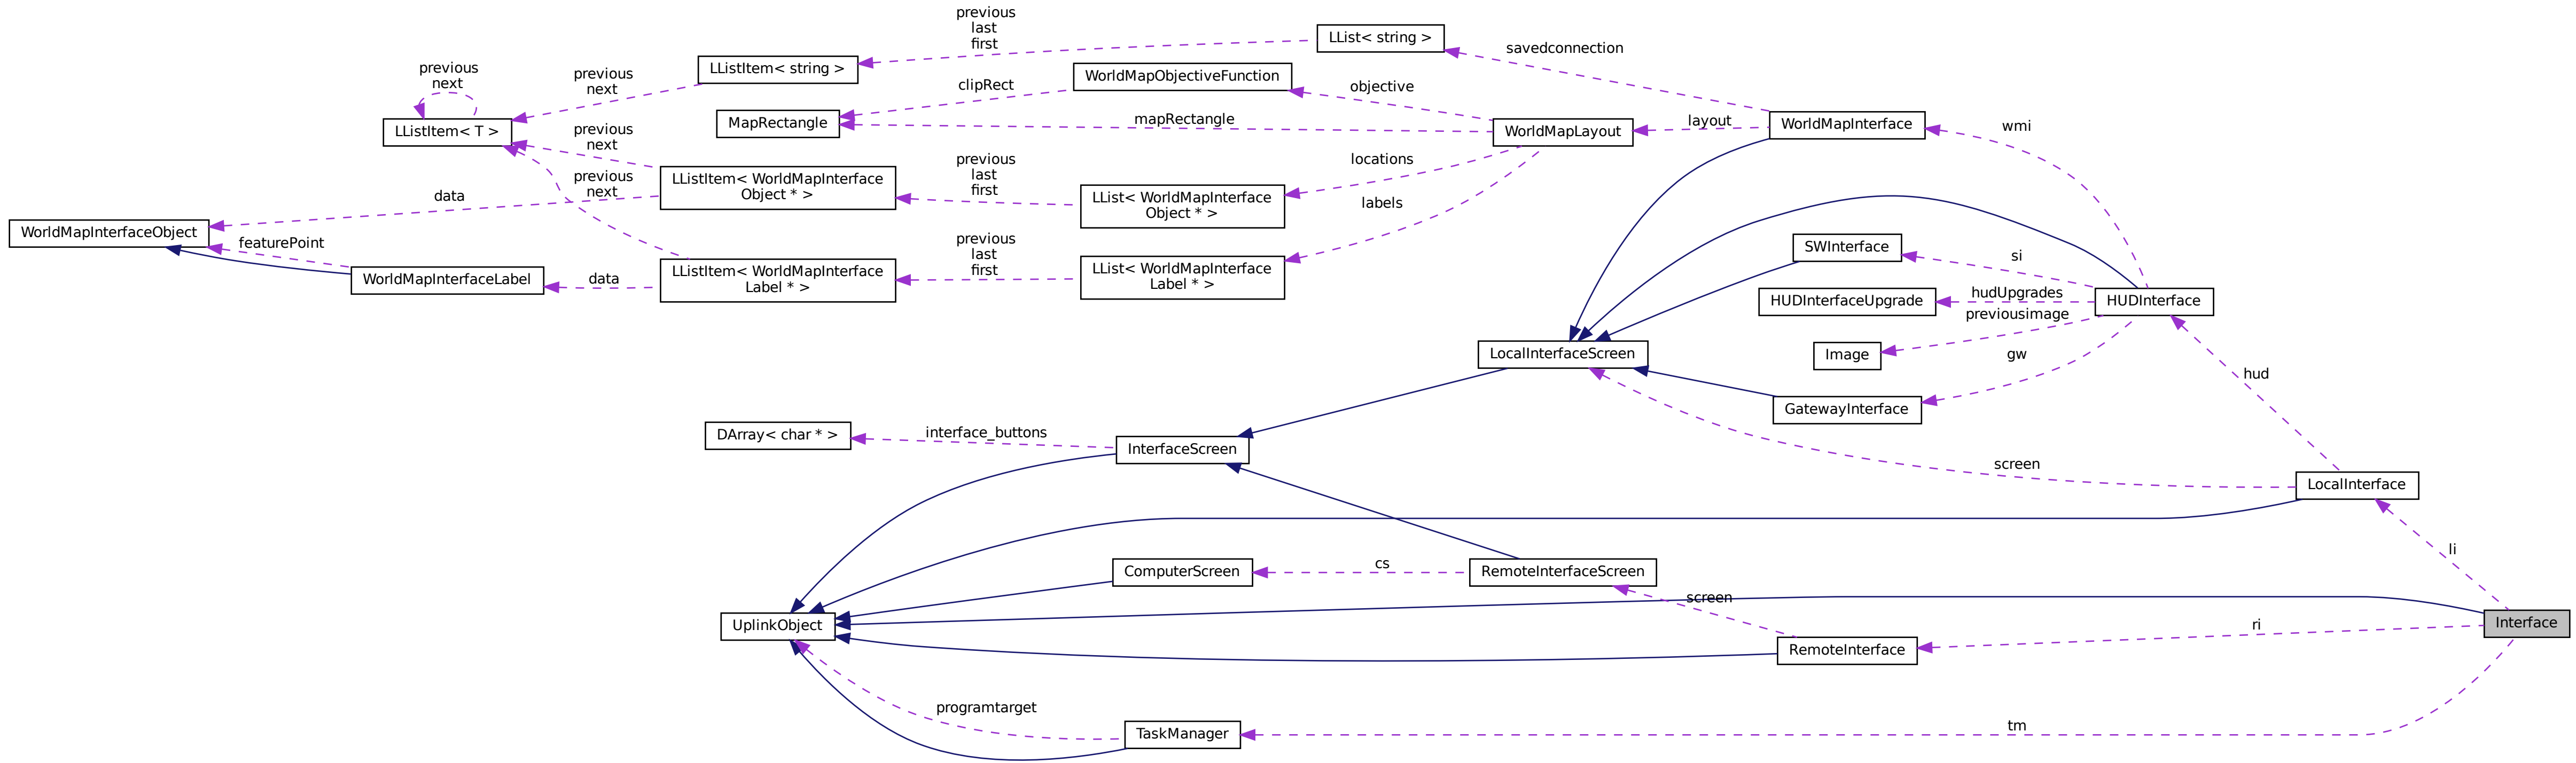 previous
last
first
LList< string >
savedconnection
previous
next
LListItem< string >
previous
next
WorldMapObjectiveFunction
clipRect
objective
MapRectangle
mapRectangle
LListItem< T >
WorldMapLayout
layout
WorldMapInterface
wmi
previous
next
LListItem< WorldMapInterface
Object * >
previous
last
first
locations
LList< WorldMapInterface
Object * >
previous
next
data
labels
WorldMapInterfaceObject
featurePoint
WorldMapInterfaceLabel
data
LListItem< WorldMapInterface
Label * >
previous
last
first
LList< WorldMapInterface
Label * >
SWInterface
si
HUDInterfaceUpgrade
hudUpgrades
HUDInterface
previousimage
Image
LocalInterfaceScreen
gw
hud
GatewayInterface
DArray< char * >
interface_buttons
InterfaceScreen
screen
LocalInterface
li
ComputerScreen
cs
RemoteInterfaceScreen
screen
UplinkObject
ri
Interface
RemoteInterface
programtarget
TaskManager
tm